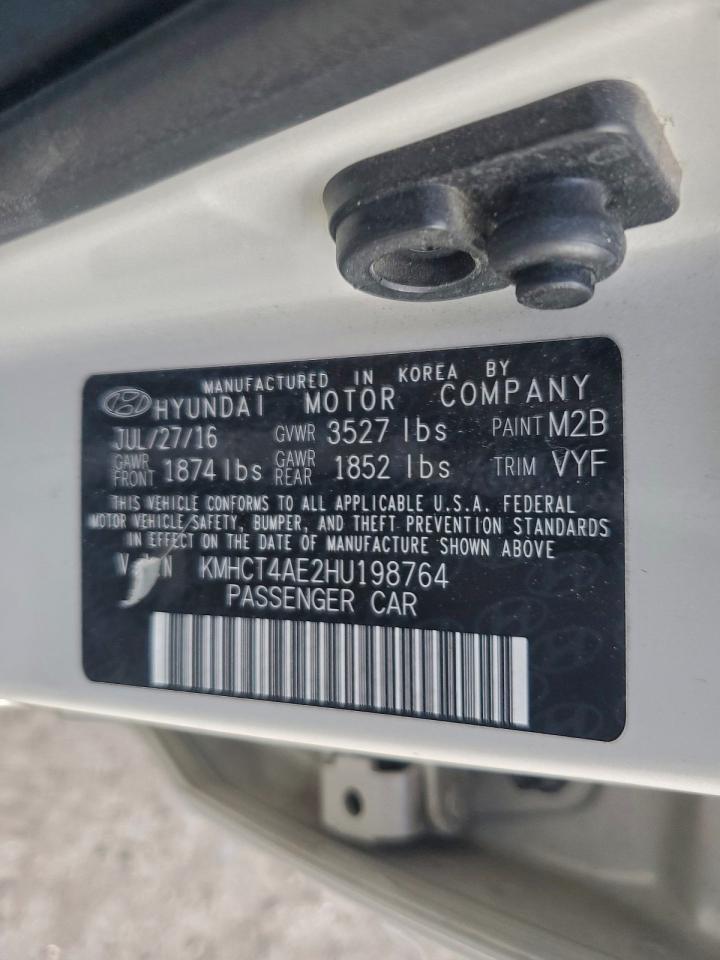 MANUFACTURED IN KOREA BY
HYUNDAI MOTOR COMPANY
JUL/27/16 GVWR 3527 lbs PAINT M2B
GAWR FRONT 1874 lbs GAWR REAR 1852 lbs TRIM VYF
THIS VEHICLE CONFORMS TO ALL APPLICABLE U.S.A. FEDERAL
MOTOR VEHICLE SAFETY, BUMPER, AND THEFT PREVENTION STANDARDS
IN EFFECT ON THE DATE OF MANUFACTURE SHOWN ABOVE
KMHCT4AE2HU198764
PASSENGER CAR